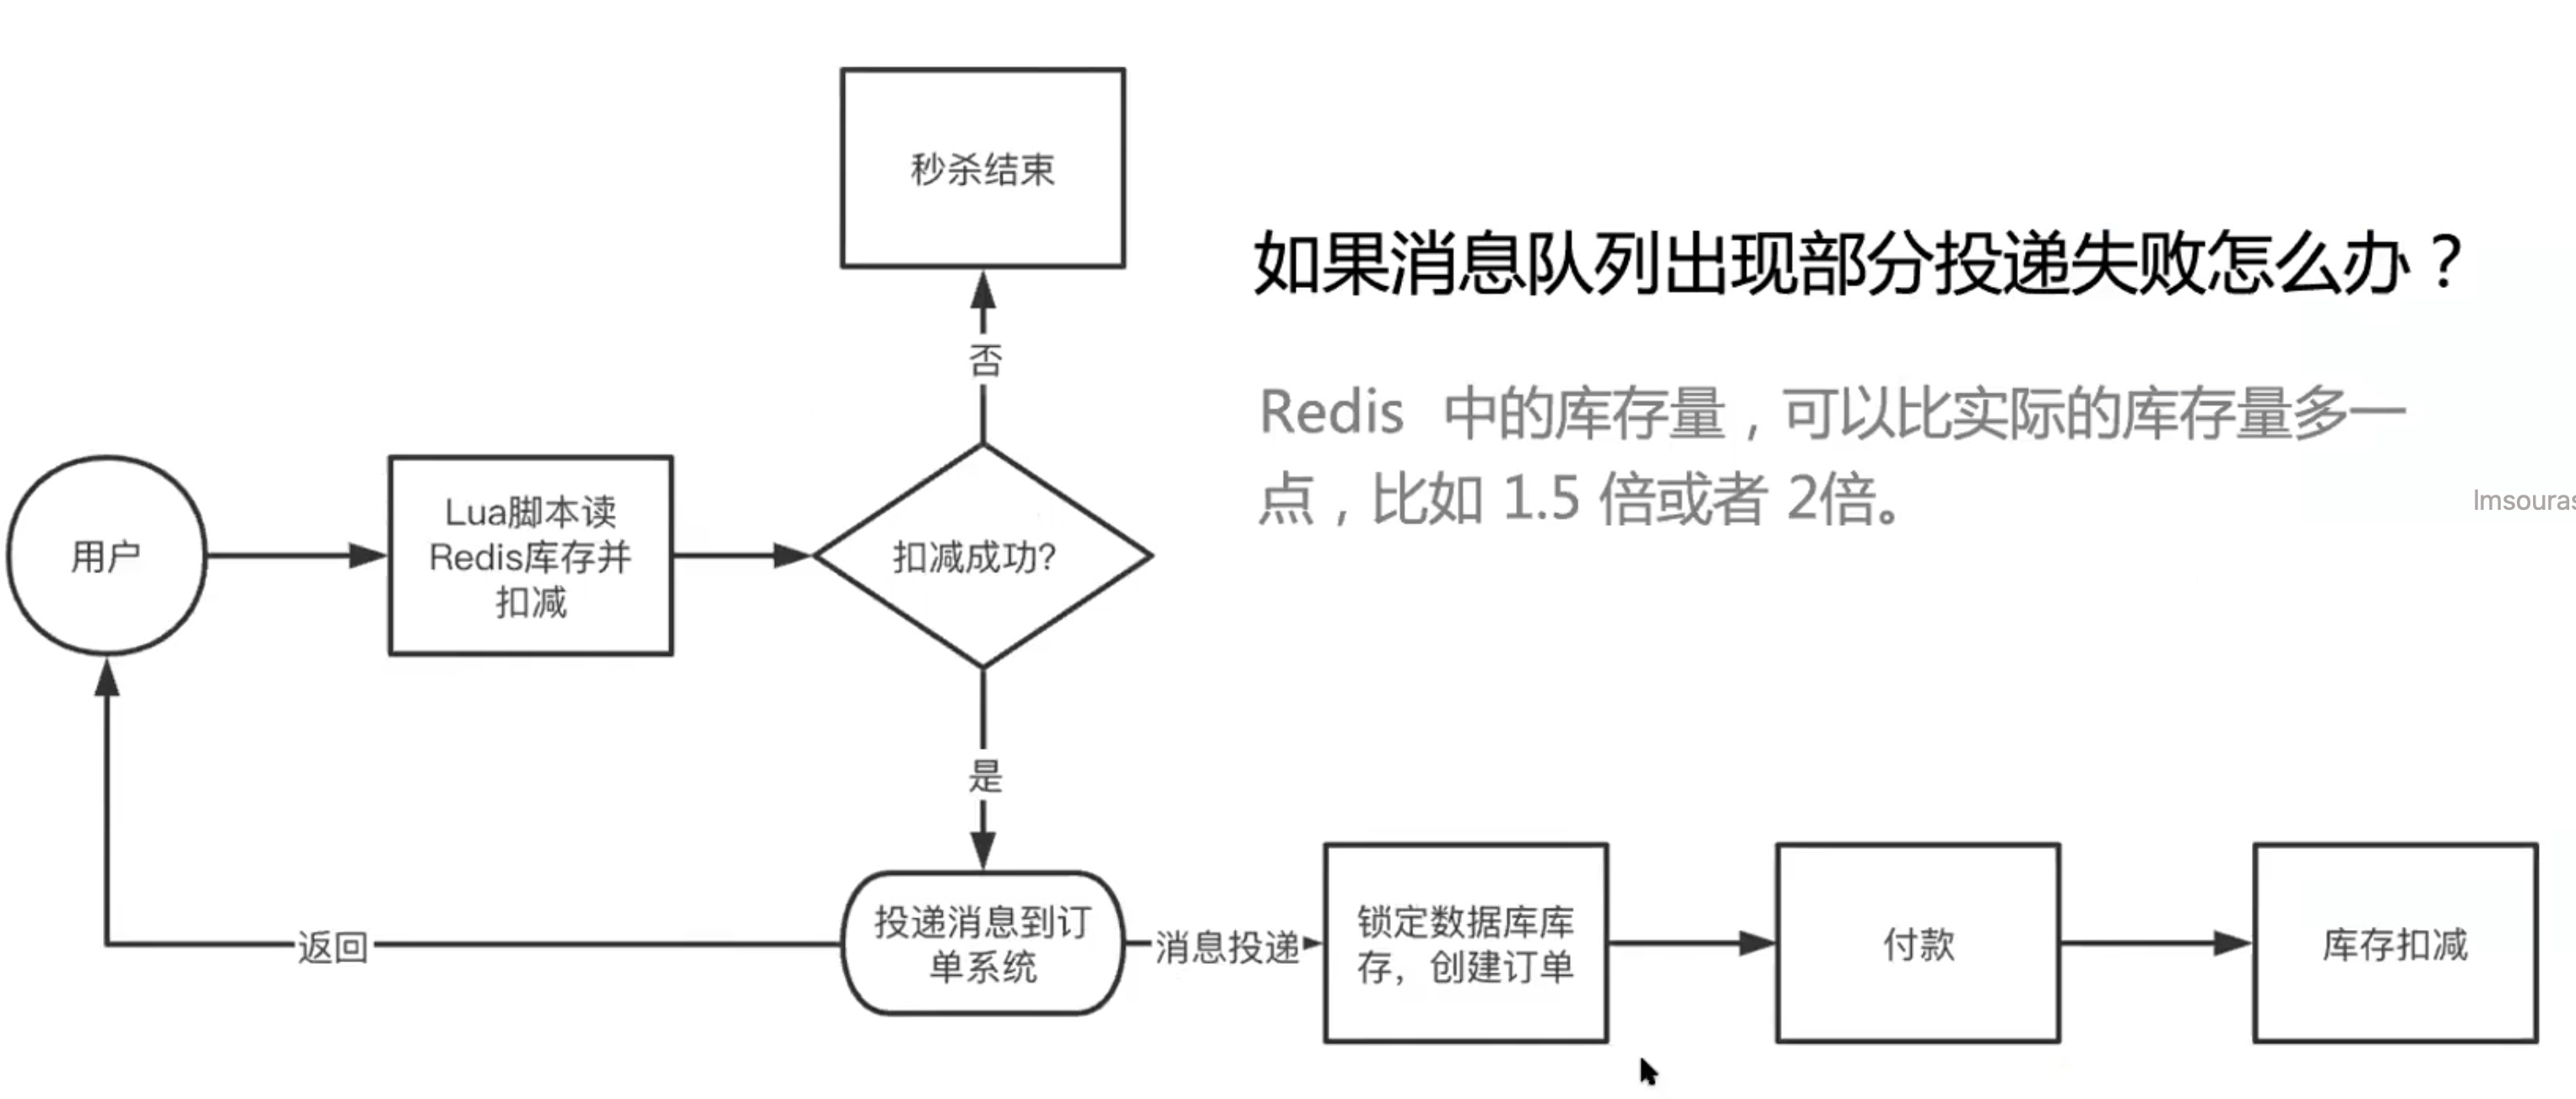 秒杀结束
如果消息队列出现部分投递失败怎么办？
否
Redis 中的库存量，可以比实际的库存量多一
点，比如 1.5 倍或者 2倍。
Imsouras
用户
Lua脚本读
Redis库存并
扣减
扣减成功?
是
返回
投递消息到订
单系统
消息投递
锁定数据库库
存，创建订单
付款
库存扣减